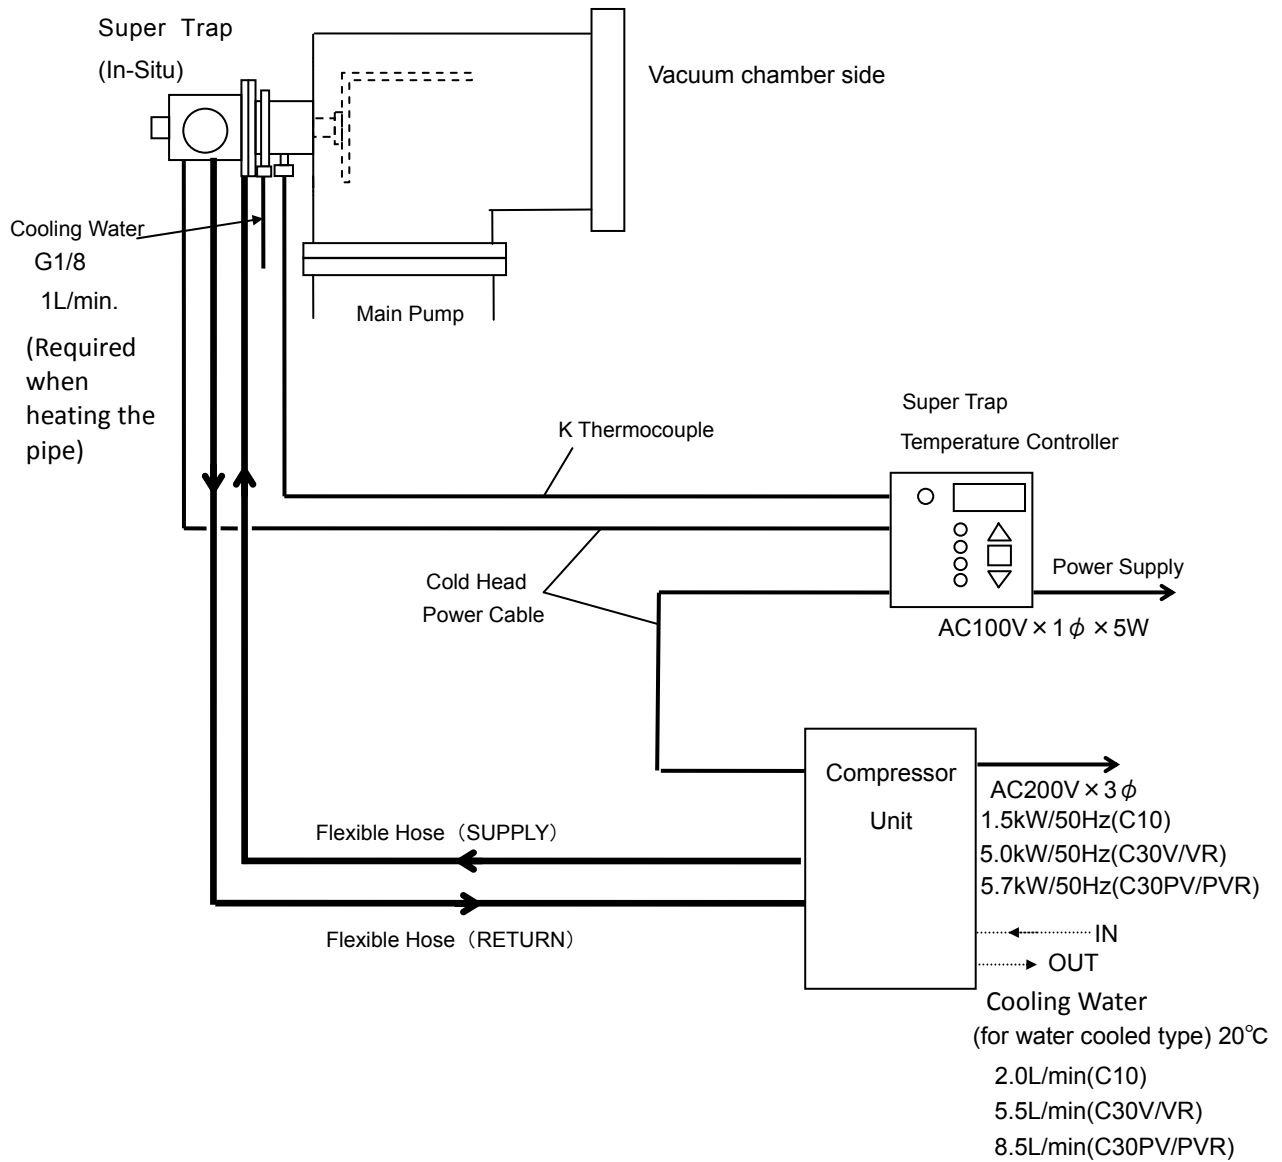 Super Trap
(In-Situ)
Vacuum chamber side
Cooling Water
G1/8
1L/min.
(Required
when
heating the
pipe)
Main Pump
K Thermocouple
Super Trap
Temperature Controller
Cold Head
Power Cable
Power Supply
AC100V×1φ×5W
Compressor
Unit
AC200V×3φ
1.5kW/50Hz(C10)
5.0kW/50Hz(C30V/VR)
5.7kW/50Hz(C30PV/PVR)
Flexible Hose（SUPPLY）
Flexible Hose（RETURN）
IN
OUT
Cooling Water
(for water cooled type) 20℃
2.0L/min(C10)
5.5L/min(C30V/VR)
8.5L/min(C30PV/PVR)